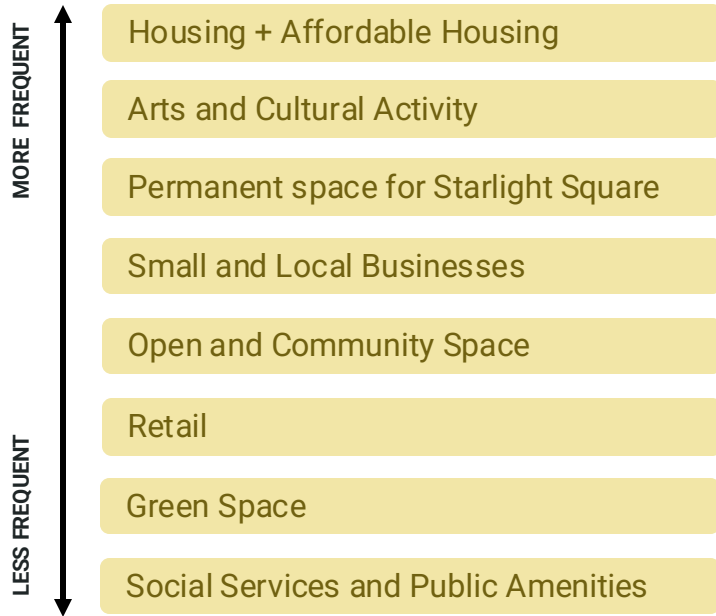 MORE FREQUENT
Housing + Affordable Housing
Arts and Cultural Activity
Permanent space for Starlight Square
Small and Local Businesses
Open and Community Space
Retail
Green Space
Social Services and Public Amenities
LESS FREQUENT